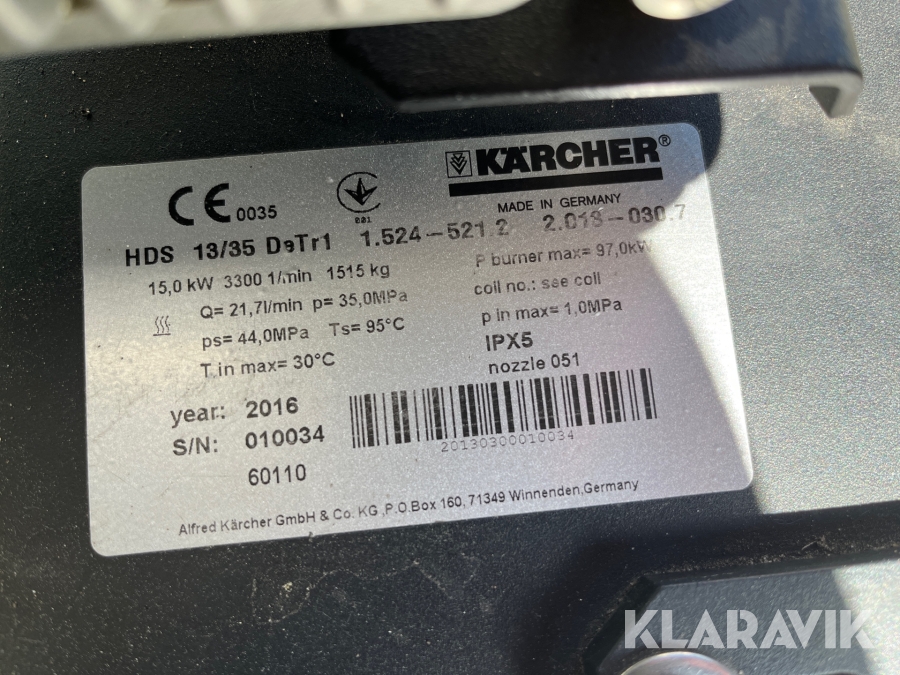 CE 0035
001
KÄRCHER®
MADE IN GERMANY
HDS 13/35 DeTr1 1.524-521.2 2.013-030.7
15,0 kW 3300 1/min 1515 kg
P burner max= 97,0kW
Q= 21,7l/min p= 35,0MPa
coil no.: see coil
ps= 44,0MPa Ts= 95°C
p in max= 1,0MPa
T in max= 30°C
IPX5
nozzle 051
year: 2016
S/N: 010034
20130300010034
60110
Alfred Kärcher GmbH & Co. KG ,P.O.Box 160, 71349 Winnenden,Germany
KLARAVIK